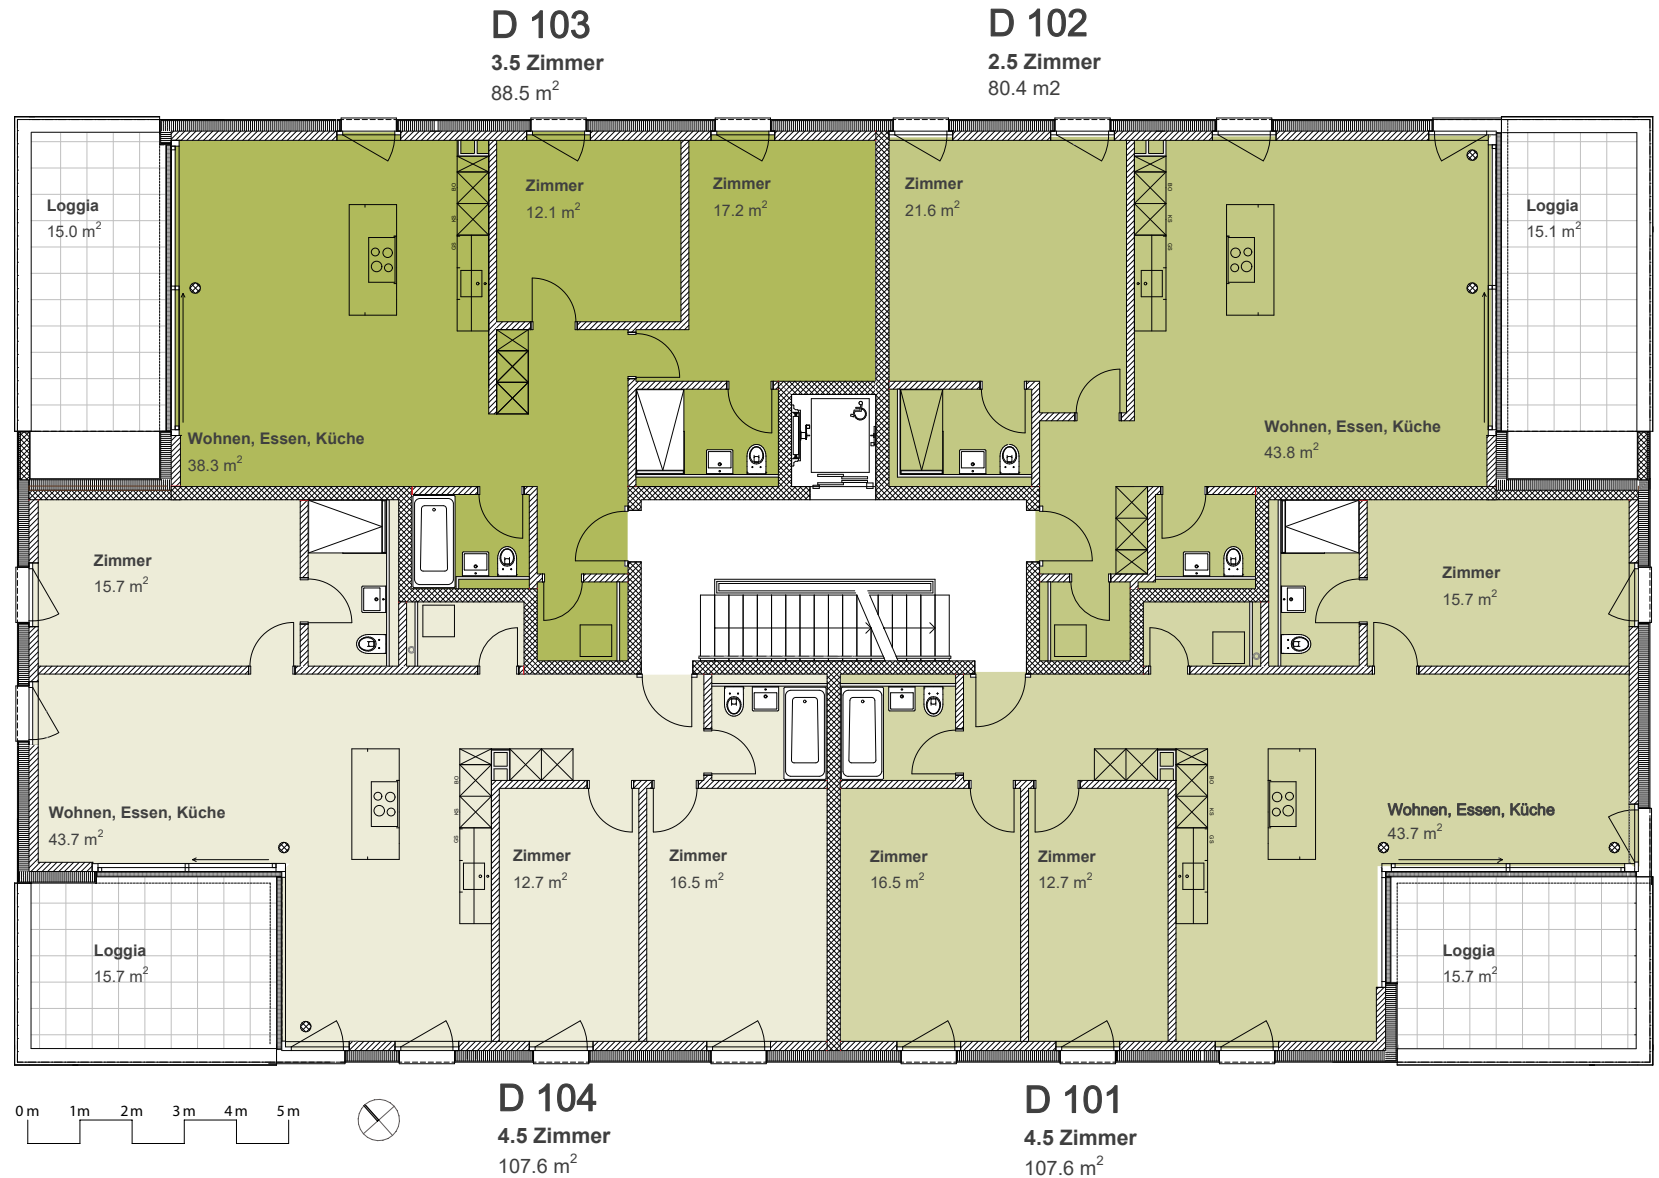 D 103
3.5 Zimmer
88.5 m²
D 102
2.5 Zimmer
80.4 m2
Loggia
15.0 m²
Zimmer
12.1 m²
Zimmer
17.2 m²
Zimmer
21.6 m²
Loggia
15.1 m²
Wohnen, Essen, Küche
38.3 m²
Wohnen, Essen, Küche
43.8 m²
Zimmer
15.7 m²
Zimmer
15.7 m²
Wohnen, Essen, Küche
43.7 m²
Wohnen, Essen, Küche
43.7 m²
Zimmer
12.7 m²
Zimmer
16.5 m²
Zimmer
16.5 m²
Zimmer
12.7 m²
Loggia
15.7 m²
Loggia
15.7 m²
0 m 1m 2m 3m 4m 5m
D 104
4.5 Zimmer
107.6 m²
D 101
4.5 Zimmer
107.6 m²